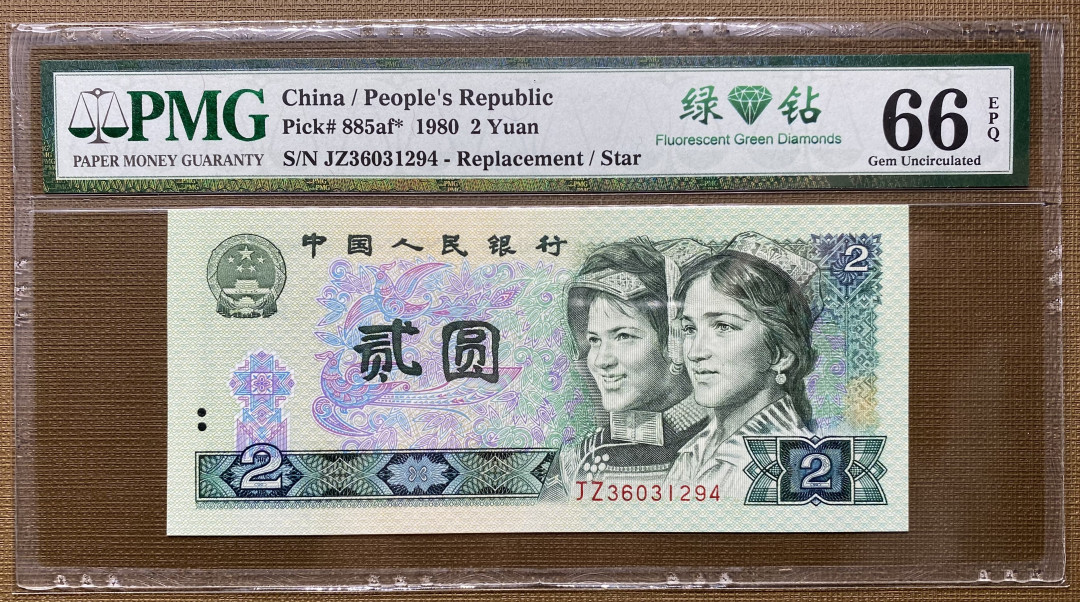 PMG
PAPER MONEY GUARANTY
China / People's Republic
Pick# 885af* 1980 2 Yuan
S/N JZ36031294 - Replacement / Star
绿 钻
Fluorescent Green Diamonds
66
EPQ
Gem Uncirculated
中国人民银行
2
贰圆
2
JZ36031294
2